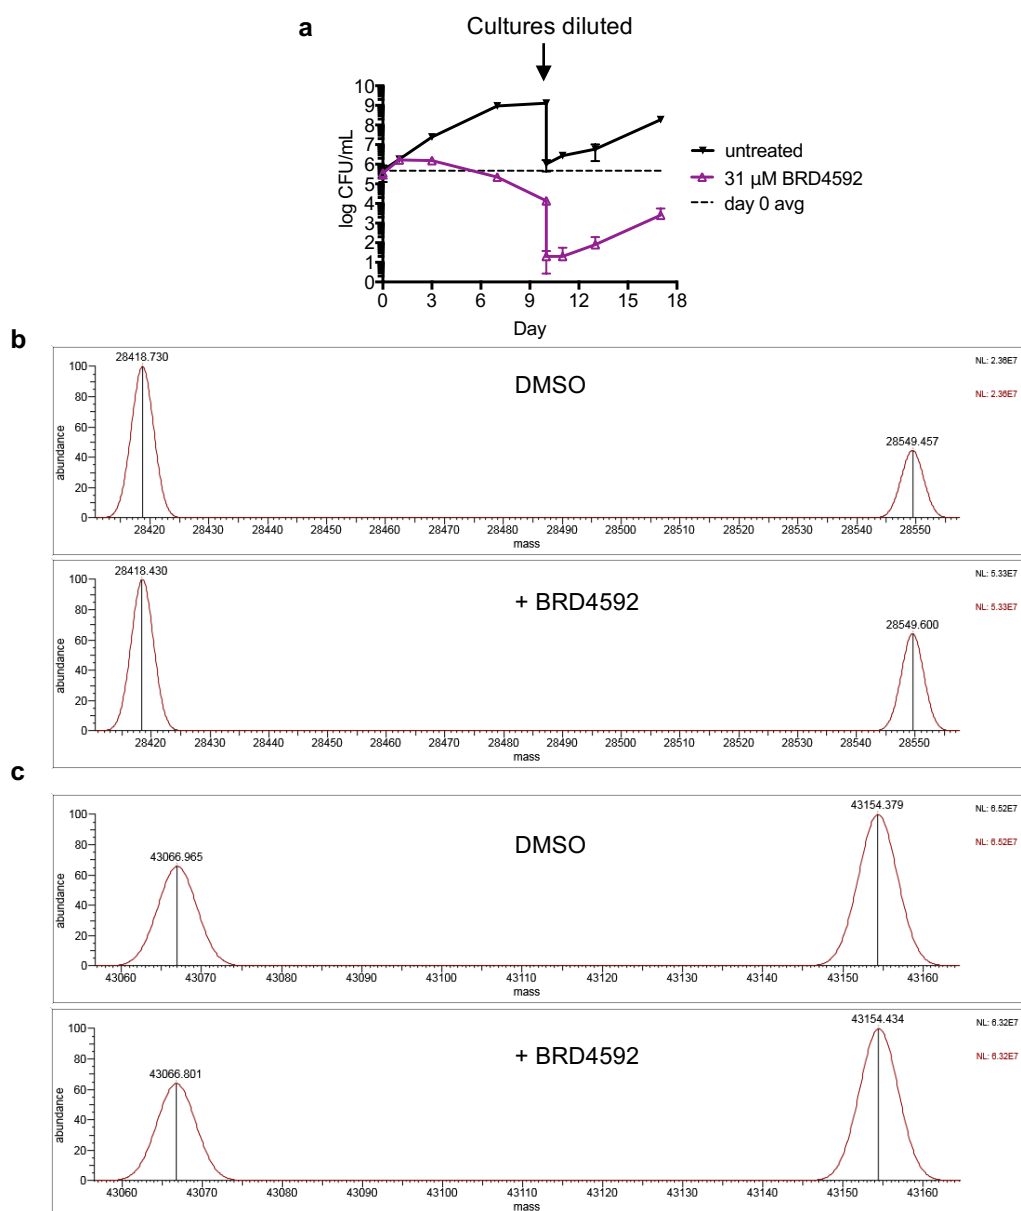 a
Cultures diluted
10
9
8
7
6
5
4
3
2
1
0
log CFU/mL
0 3 6 9 12 15 18
Day
untreated
31 µM BRD4592
day 0 avg
b
28418.730
DMSO
NL: 2.36E7
NL: 2.36E7
28549.457
100
80
60
40
20
0
abundance
28420 28430 28440 28450 28460 28470 28480 28490 28500 28510 28520 28530 28540 28550
mass
28418.430
+ BRD4592
NL: 5.33E7
NL: 5.33E7
28549.600
100
80
60
40
20
0
abundance
28420 28430 28440 28450 28460 28470 28480 28490 28500 28510 28520 28530 28540 28550
mass
c
43066.965
DMSO
43154.379
NL: 6.52E7
NL: 6.52E7
100
80
60
40
20
0
abundance
43060 43070 43080 43090 43100 43110 43120 43130 43140 43150 43160
mass
43066.801
+ BRD4592
43154.434
NL: 6.32E7
NL: 6.32E7
100
80
60
40
20
0
abundance
43060 43070 43080 43090 43100 43110 43120 43130 43140 43150 43160
mass